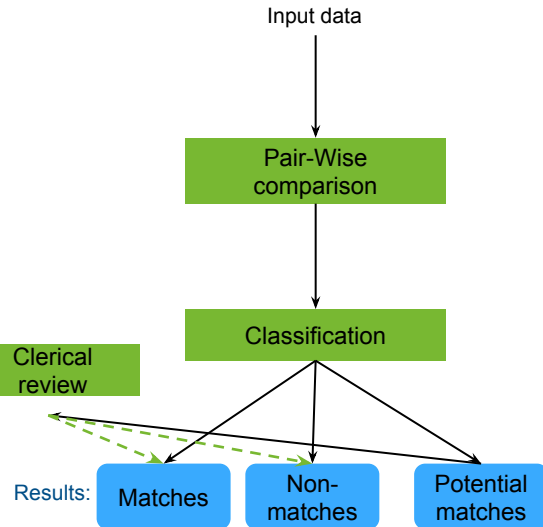 Input data
Pair-Wise
comparison
Classification
Clerical
review
Results:
Matches
Non-
matches
Potential
matches